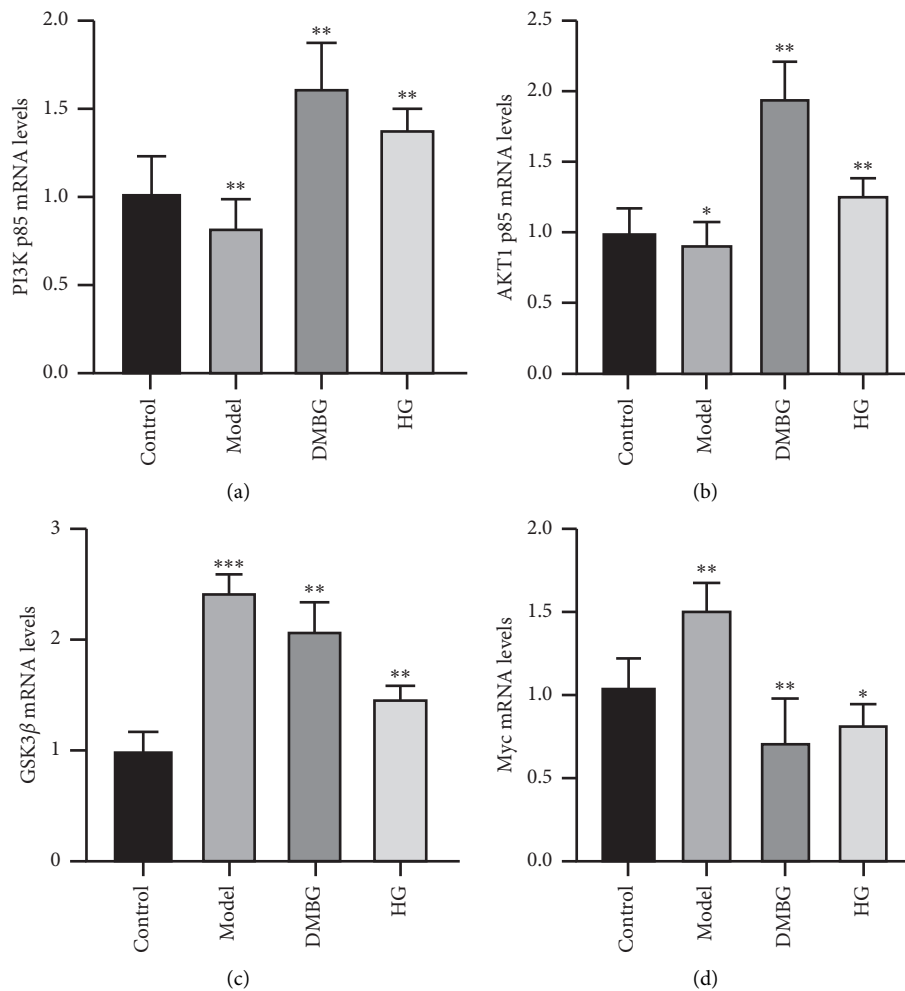 PI3K p85 mRNA levels
2.0
1.5
1.0
0.5
0.0
**
**
**
**
Control
Model
DMBG
HG
(a)
AKT1 p85 mRNA levels
2.5
2.0
1.5
1.0
0.5
0.0
*
**
**
Control
Model
DMBG
HG
(b)
GSK3β mRNA levels
3
2
1
0
***
**
**
Control
Model
DMBG
HG
(c)
Myc mRNA levels
2.0
1.5
1.0
0.5
0.0
**
**
*
Control
Model
DMBG
HG
(d)